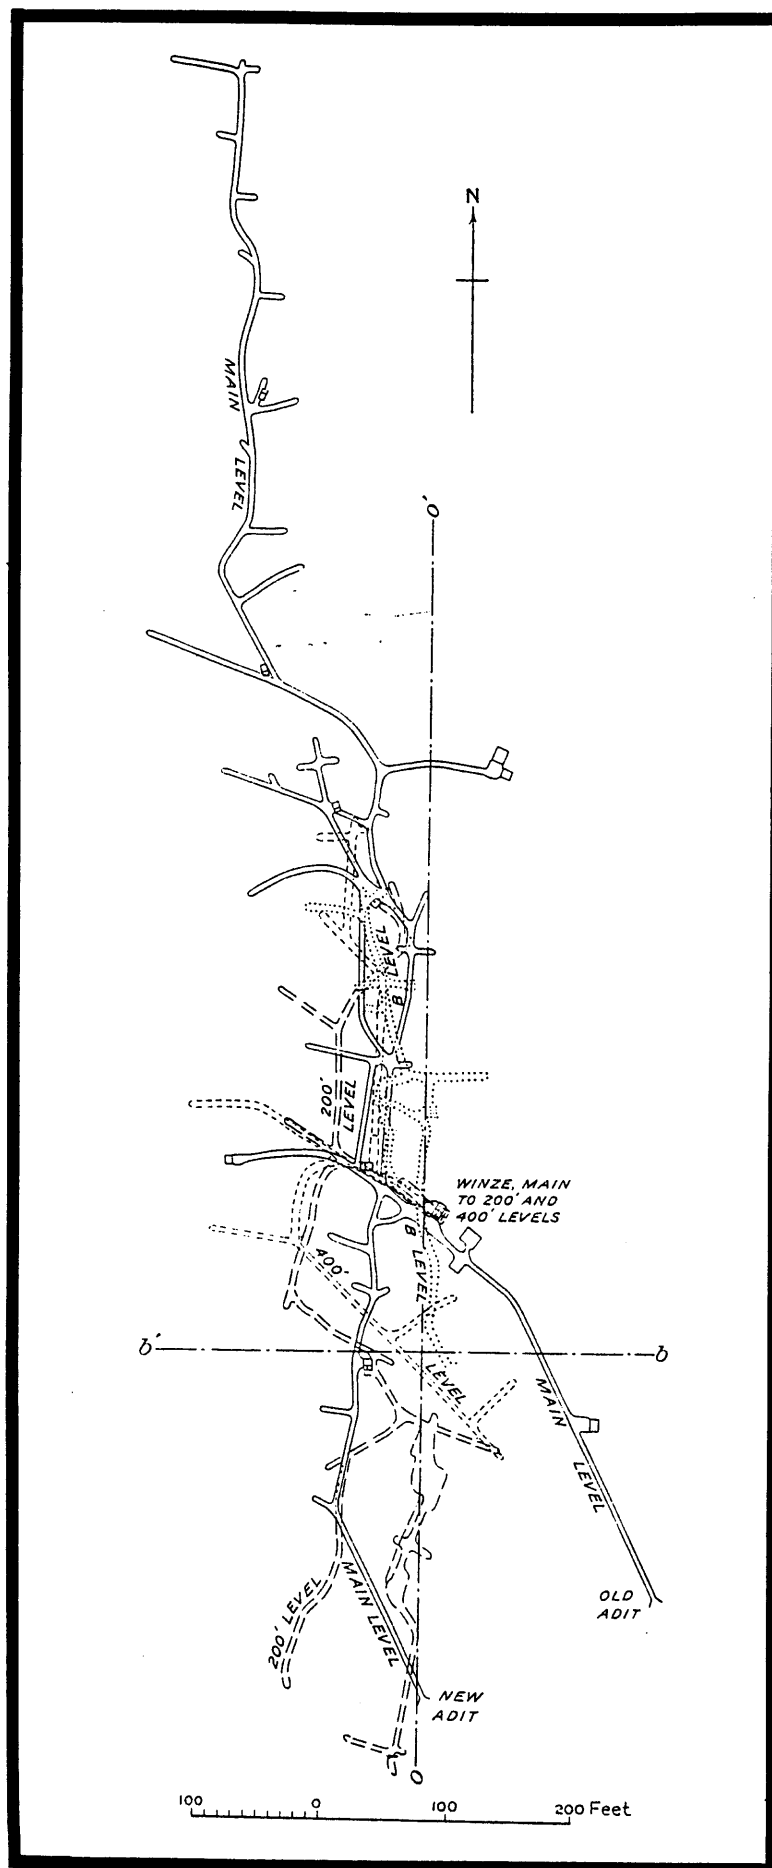 N
MAIN
LEVEL
o'
B LEVEL
200'
LEVEL
WINZE, MAIN
TO 200' AND
400' LEVELS
B LEVEL
400'
LEVEL
b'
b
MAIN
LEVEL
OLD
ADIT
MAIN LEVEL
200' LEVEL
NEW
ADIT
o
100 0 100 200 Feet